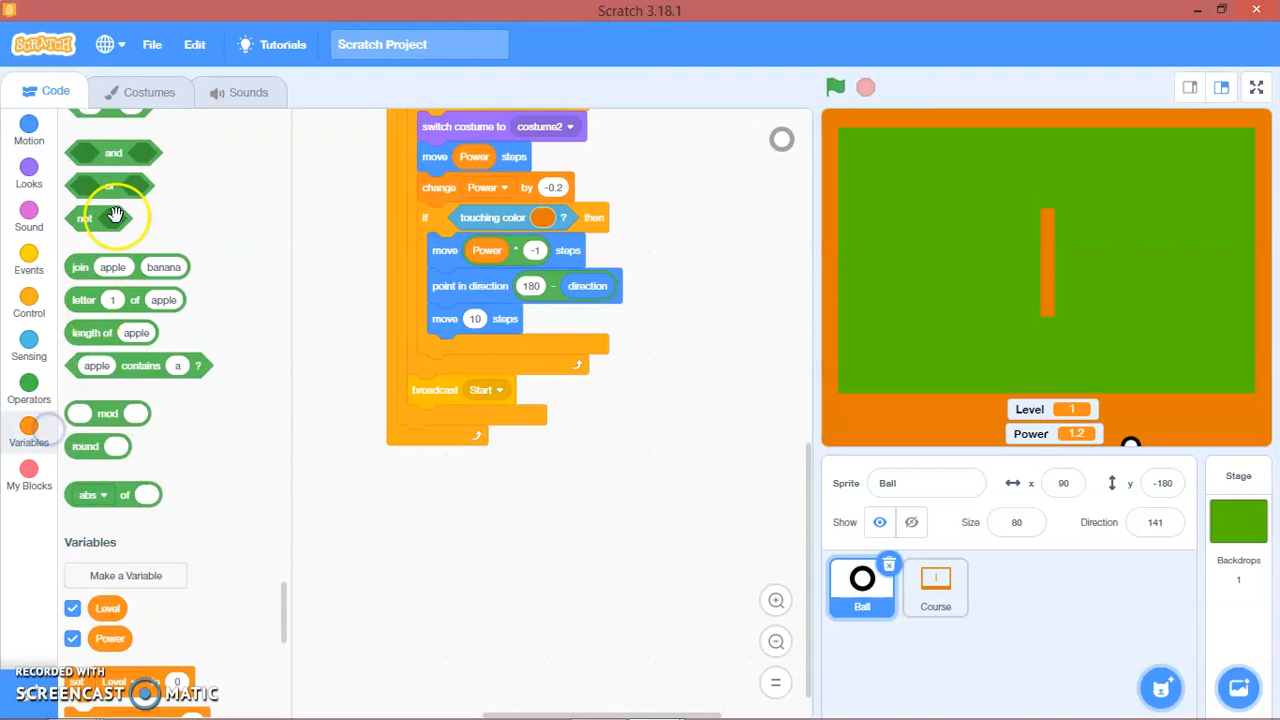 Scratch 3.18.1
SCRATCH File Edit Tutorials Scratch Project
Code Costumes Sounds
Motion
Looks
Sound
Events
Control
Sensing
Operators
Variables
My Blocks
and
or
not
join apple banana
letter 1 of apple
length of apple
apple contains a ?
mod
round
abs of
Variables
Make a Variable
Level
Power
set Level 0
switch costume to costume2
move Power steps
change Power by -0.2
if touching color ? then
move Power * -1 steps
point in direction 180 - direction
move 10 steps
broadcast Start
Level 1
Power 1.2
Sprite Ball x 90 y -180
Show Size 80 Direction 141
Ball
Course
Stage
Backdrops
1
RECORDED WITH
SCREENCAST MATIC